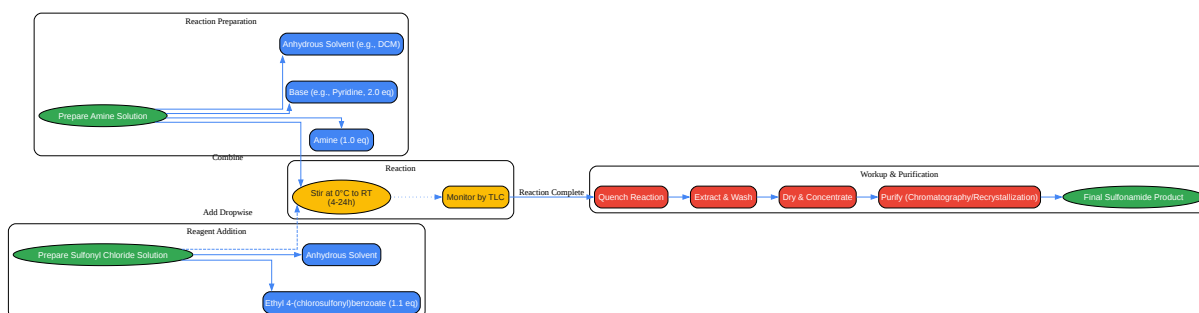 Reaction Preparation
Anhydrous Solvent (e.g., DCM)
Base (e.g., Pyridine, 2.0 eq)
Prepare Amine Solution
Amine (1.0 eq)
Combine
Reaction
Stir at 0°C to RT
(4-24h)
Monitor by TLC
Reaction Complete
Workup & Purification
Quench Reaction
Extract & Wash
Dry & Concentrate
Purify (Chromatography/Recrystallization)
Final Sulfonamide Product
Add Dropwise
Reagent Addition
Prepare Sulfonyl Chloride Solution
Anhydrous Solvent
Ethyl 4-(chlorosulfonyl)benzoate (1.1 eq)